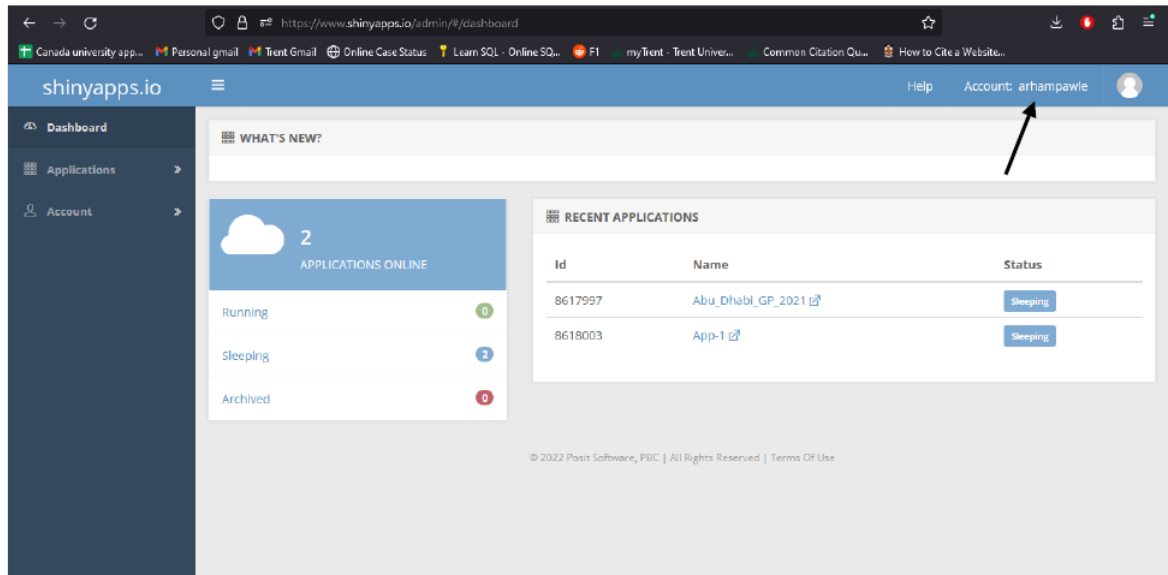 https://www.shinyapps.io/admin/#/dashboard
Canada university app... Personal gmail Trent Gmail Online Case Status Learn SQL - Online SQ... F1 myTrent - Trent Univer... Common Citation Qu... How to Cite a Website...
shinyapps.io Help Account: arhampawle
Dashboard
Applications
Account
WHAT'S NEW?
2
APPLICATIONS ONLINE
Running 0
Sleeping 2
Archived 0
RECENT APPLICATIONS
Id Name Status
8617997 Abu_Dhabi_GP_2021 Sleeping
8618003 App-1 Sleeping
© 2022 Posit Software, PBC | All Rights Reserved | Terms Of Use